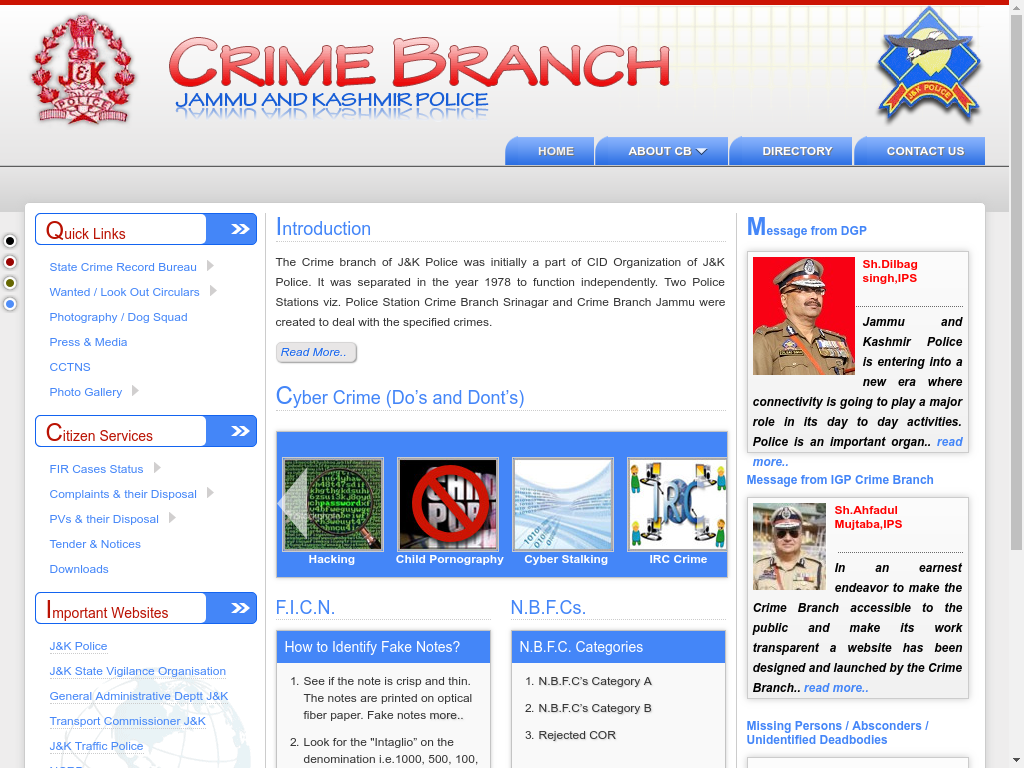 J&K
POLICE
CRIME BRANCH
JAMMU AND KASHMIR POLICE
J&K POLICE
HOME
ABOUT CB
DIRECTORY
CONTACT US
Quick Links
State Crime Record Bureau
Wanted / Look Out Circulars
Photography / Dog Squad
Press & Media
CCTNS
Photo Gallery
Citizen Services
FIR Cases Status
Complaints & their Disposal
PVs & their Disposal
Tender & Notices
Downloads
Important Websites
J&K Police
J&K State Vigilance Organisation
General Administrative Deptt J&K
Transport Commissioner J&K
J&K Traffic Police
Introduction
The Crime branch of J&K Police was initially a part of CID Organization of J&K
Police. It was separated in the year 1978 to function independently. Two Police
Stations viz. Police Station Crime Branch Srinagar and Crime Branch Jammu were
created to deal with the specified crimes.
Read More..
Cyber Crime (Do's and Dont's)
Hacking
Child Pornography
Cyber Stalking
IRC
IRC Crime
F.I.C.N.
How to Identify Fake Notes?
1. See if the note is crisp and thin.
The notes are printed on optical
fiber paper. Fake notes more..
2. Look for the "Intaglio” on the
denomination i.e.1000, 500, 100,
N.B.F.Cs.
N.B.F.C. Categories
1. N.B.F.C's Category A
2. N.B.F.C's Category B
3. Rejected COR
Message from DGP
Sh.Dilbag
singh,IPS
Jammu and
Kashmir Police
is entering into a
new era where
connectivity is going to play a major
role in its day to day activities.
Police is an important organ.. read
more..
Message from IGP Crime Branch
Sh.Ahfadul
Mujtaba,IPS
In an earnest
endeavor to make the
Crime Branch accessible to the
public and make its work
transparent a website has been
designed and launched by the Crime
Branch.. read more..
Missing Persons / Absconders /
Unidentified Deadbodies